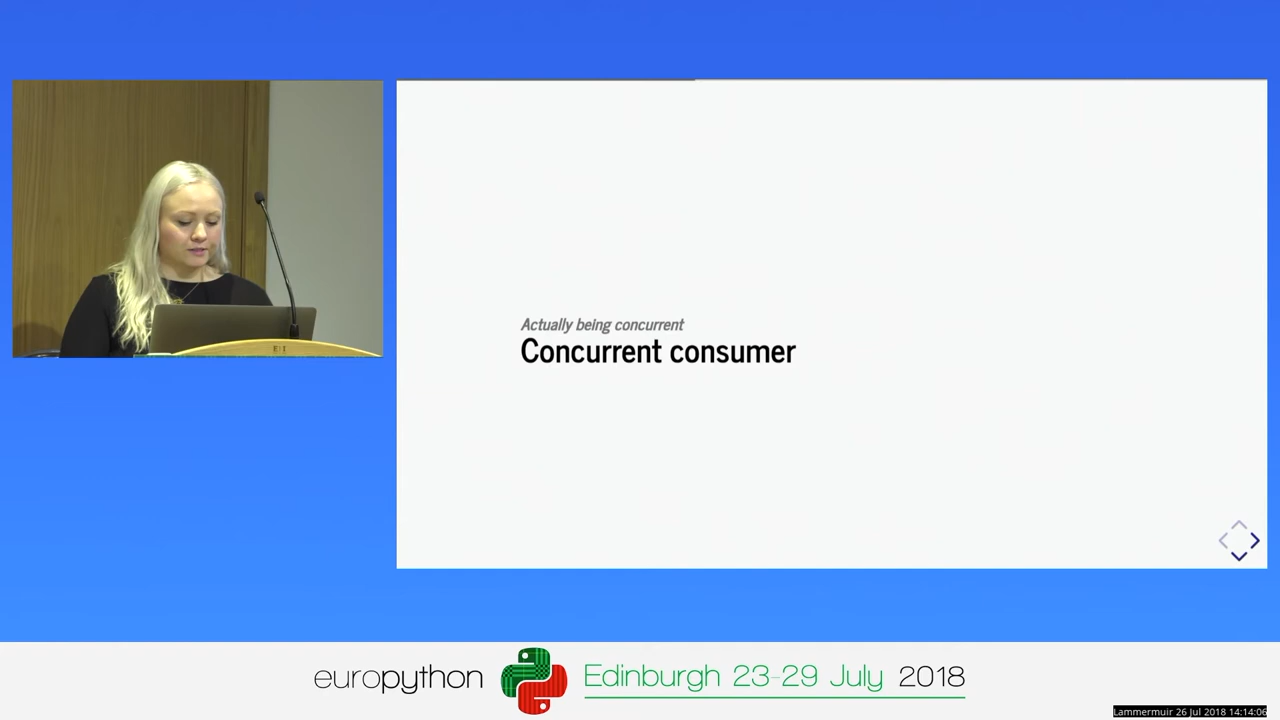 Actually being concurrent
Concurrent consumer
europython
Edinburgh 23-29 July 2018
Lammermuir 26 Jul 2018 14:14:06